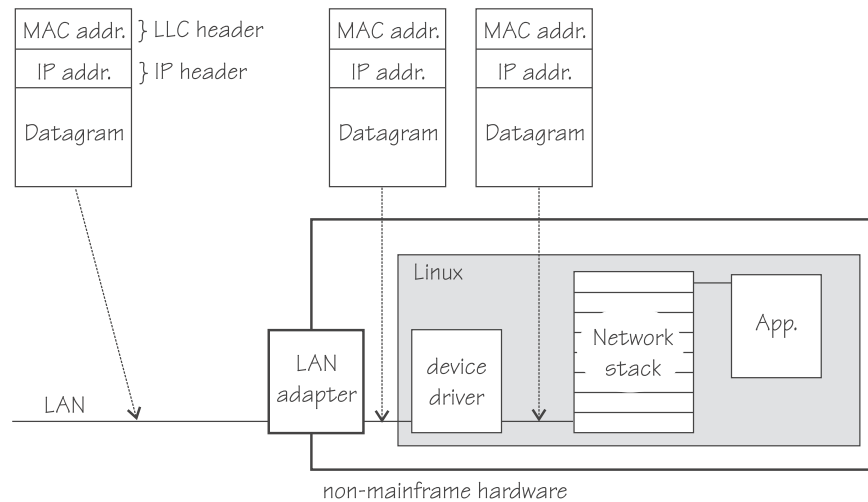 MAC addr. } LLC header
IP addr. } IP header
Datagram
MAC addr.
IP addr.
Datagram
MAC addr.
IP addr.
Datagram
Linux
LAN
LAN
adapter
device
driver
Network
stack
App.
non-mainframe hardware